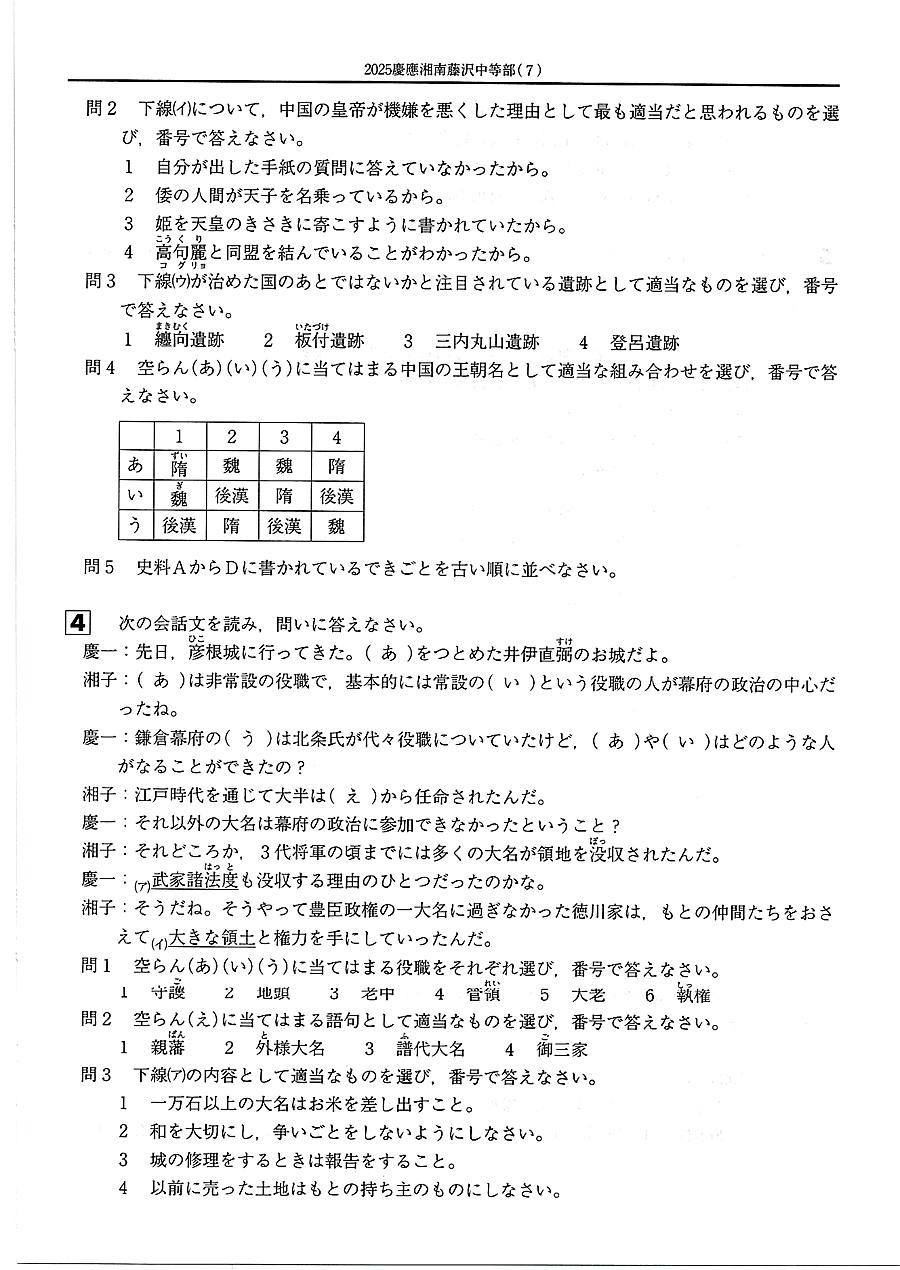 2025慶應湘南藤沢中等部(7)
問2 下線(イ)について，中国の皇帝が機嫌を悪くした理由として最も適当だと思われるものを選
び，番号で答えなさい。
1 自分が出した手紙の質問に答えていなかったから。
2 倭の人間が天子を名乗っているから。
3 姫を天皇のきさきに寄こすように書かれていたから。
こうくり
4 高句麗と同盟を結んでいることがわかったから。
コグリョ
問3 下線(ウ)が治めた国のあとではないかと注目されている遺跡として適当なものを選び，番号
で答えなさい。
まきむく いたづけ
1 纏向遺跡 2 板付遺跡 3 三内丸山遺跡 4 登呂遺跡
問4 空らん(あ)(い)(う)に当てはまる中国の王朝名として適当な組み合わせを選び，番号で答
えなさい。
1 2 3 4
ずい
あ 隋 魏 魏 隋
ぎ
い 魏 後漢 隋 後漢
う 後漢 隋 後漢 魏
問5 史料AからDに書かれているできごとを古い順に並べなさい。
4 次の会話文を読み，問いに答えなさい。
ひこ すけ
慶一：先日，彦根城に行ってきた。( あ )をつとめた井伊直弼のお城だよ。
湘子：( あ )は非常設の役職で，基本的には常設の( い )という役職の人が幕府の政治の中心だ
ったね。
慶一：鎌倉幕府の( う )は北条氏が代々役職についていたけど，( あ )や( い )はどのような人
がなることができたの？
湘子：江戸時代を通じて大半は( え )から任命されたんだ。
慶一：それ以外の大名は幕府の政治に参加できなかったということ？
ぼっ
湘子：それどころか，3代将軍の頃までには多くの大名が領地を没収されたんだ。
はっと
慶一：(ア)武家諸法度も没収する理由のひとつだったのかな。
湘子：そうだね。そうやって豊臣政権の一大名に過ぎなかった徳川家は，もとの仲間たちをおさ
えて(イ)大きな領土と権力を手にしていったんだ。
問1 空らん(あ)(い)(う)に当てはまる役職をそれぞれ選び，番号で答えなさい。
ご れい しっ
1 守護 2 地頭 3 老中 4 管領 5 大老 6 執権
問2 空らん(え)に当てはまる語句として適当なものを選び，番号で答えなさい。
ぱん と ふ ご
1 親藩 2 外様大名 3 譜代大名 4 御三家
問3 下線(ア)の内容として適当なものを選び，番号で答えなさい。
1 一万石以上の大名はお米を差し出すこと。
2 和を大切にし，争いごとをしないようにしなさい。
3 城の修理をするときは報告をすること。
4 以前に売った土地はもとの持ち主のものにしなさい。